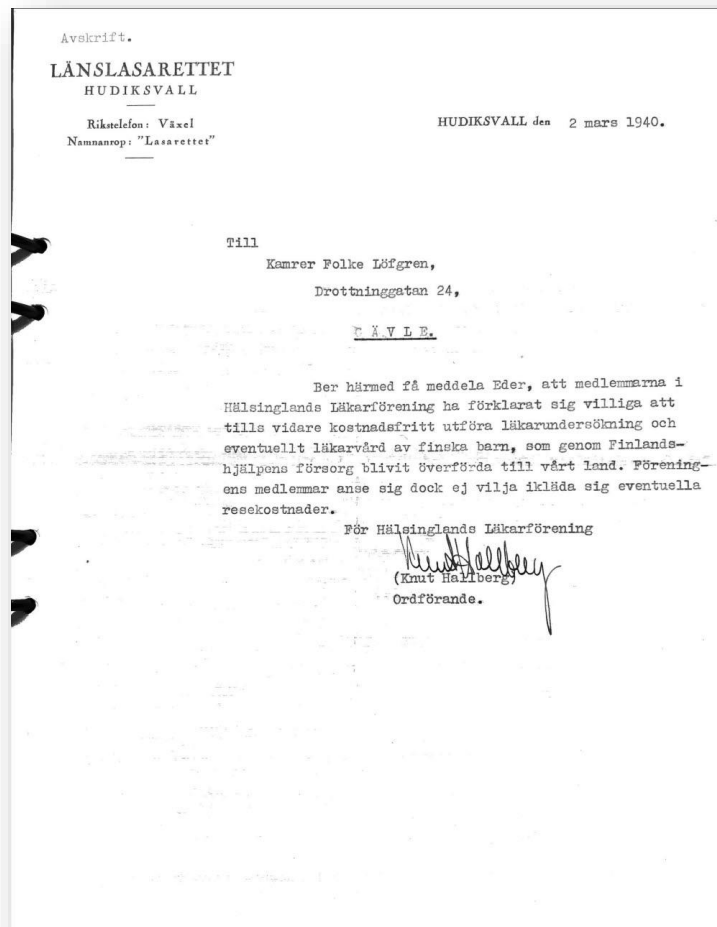 Avskrift.
LÄNSLASARETTET
HUDIKSVALL
Rikstelefon: Växel
Namnanrop: "Lasarettet"
HUDIKSVALL den 2 mars 1940.
Till
Kamrer Folke Löfgren,
Drottninggatan 24,
GÄVLE.
Ber härmed få meddela Eder, att medlemmarna i
Hälsinglands Läkarförening ha förklarat sig villiga att
tills vidare kostnadsfritt utföra läkarundersökning och
eventuellt läkarvård av finska barn, som genom Finlands-
hjälpens försorg blivit överförda till vårt land. Förening-
ens medlemmar anse sig dock ej vilja ikläda sig eventuella
resekostnader.
För Hälsinglands Läkarförening
Knut Hallberg
(Knut Hallberg)
Ordförande.